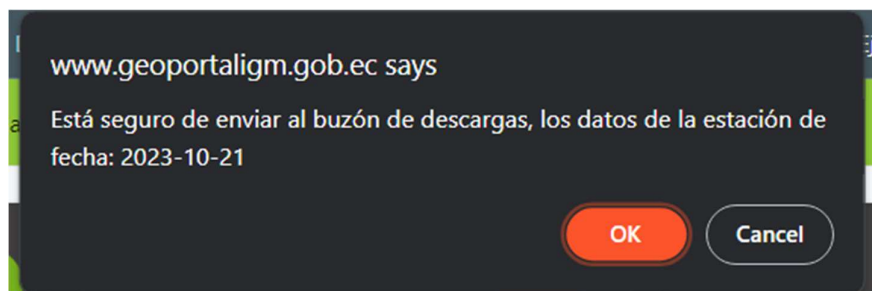 www.geoportaligm.gob.ec says
Está seguro de enviar al buzón de descargas, los datos de la estación de
fecha: 2023-10-21
OK
Cancel